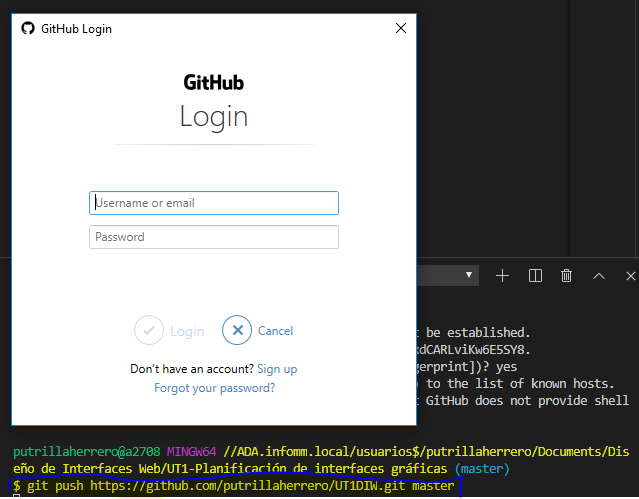 GitHub Login
GitHub
Login
Username or email
Password
Login
Cancel
Don't have an account? Sign up
Forgot your password?
t be established.
dCARLviKw6E5SY8.
gerprint])? yes
to the list of known hosts.
t GitHub does not provide shell
putrillaherrero@a2708 MINGW64 //ADA.infomm.local/usuarios$/putrillaherrero/Documents/Dis
eño de Interfaces Web/UT1-Planificación de interfaces gráficas (master)
$ git push https://github.com/putrillaherrero/UT1DIW.git master